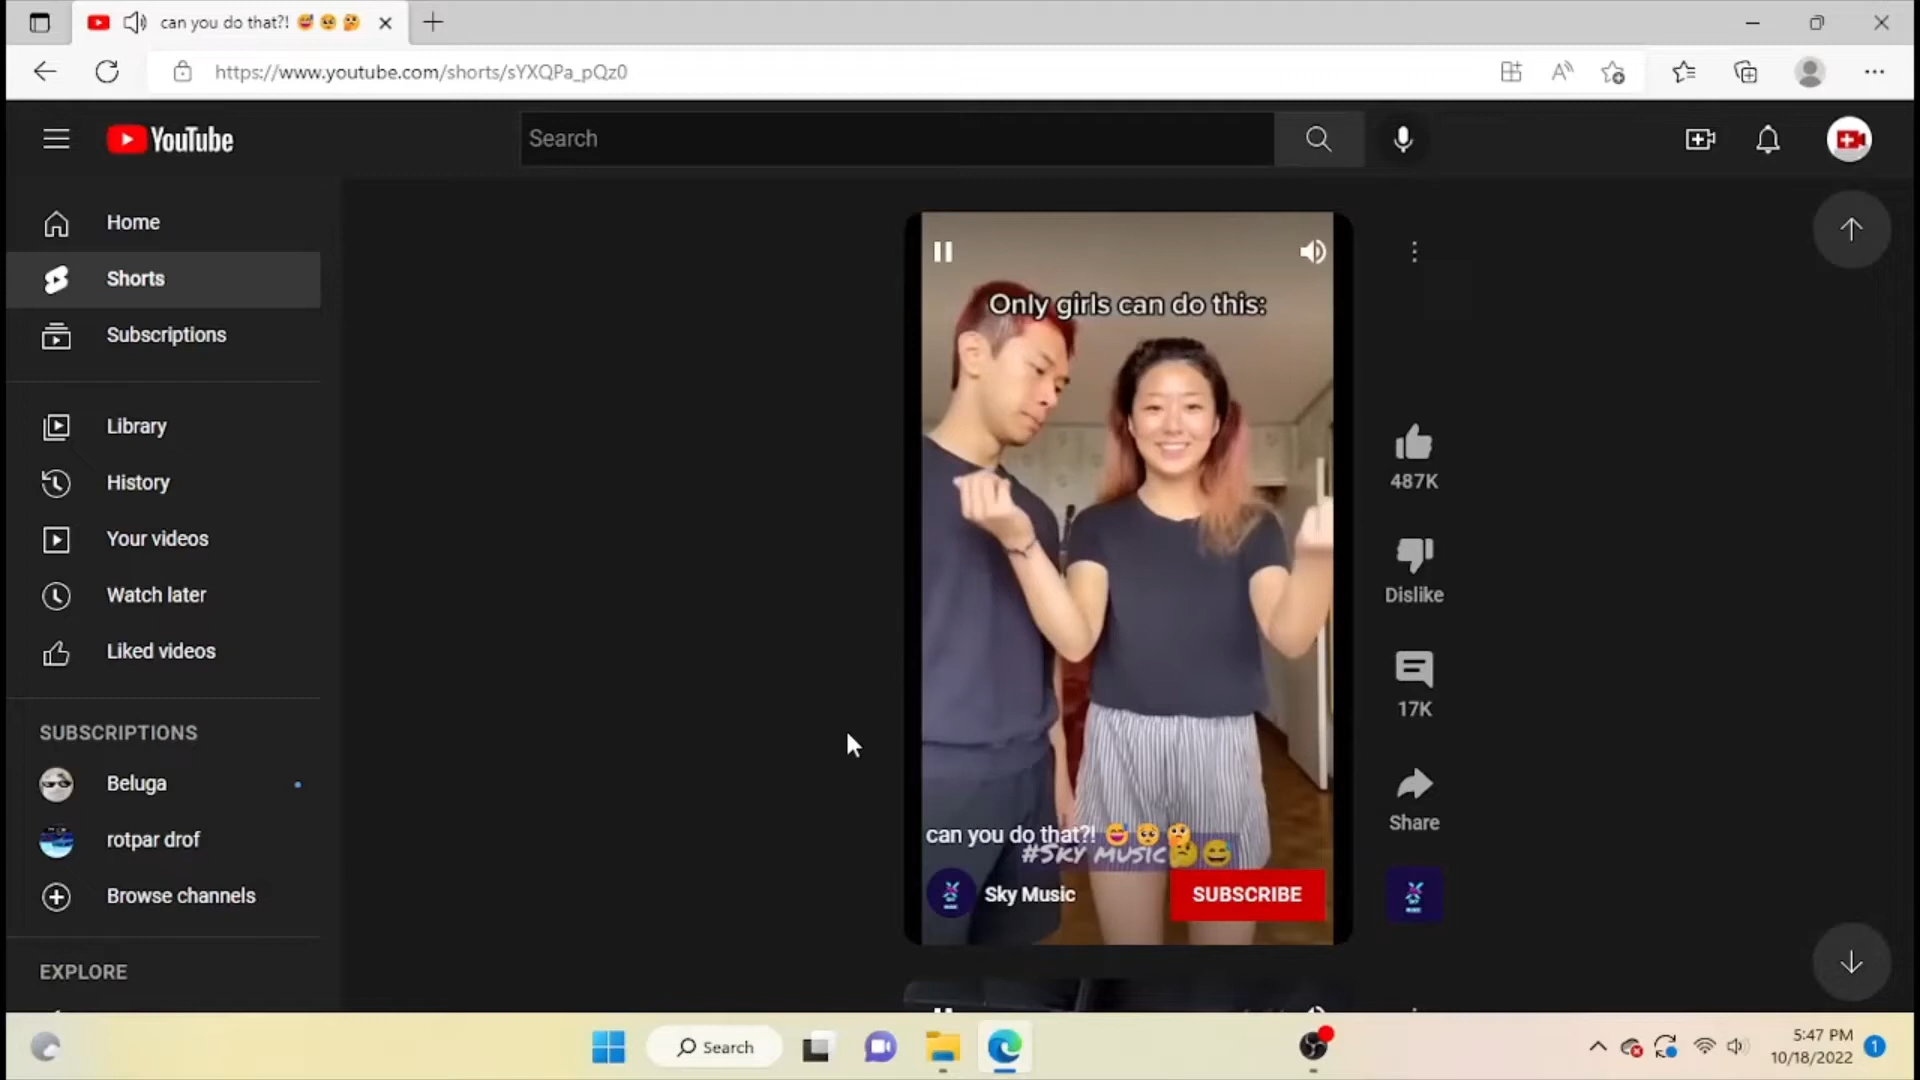 can you do that?! 😅 🥺 🤔
https://www.youtube.com/shorts/sYXQPa_pQz0
YouTube
Search
Home
Shorts
Subscriptions
Library
History
Your videos
Watch later
Liked videos
SUBSCRIPTIONS
Beluga
rotpar drof
Browse channels
EXPLORE
Only girls can do this:
can you do that?! 😅 🥺 🤔
#SKY MUSIC🤔😅
Sky Music
SUBSCRIBE
487K
Dislike
17K
Share
Search
5:47 PM
10/18/2022
1